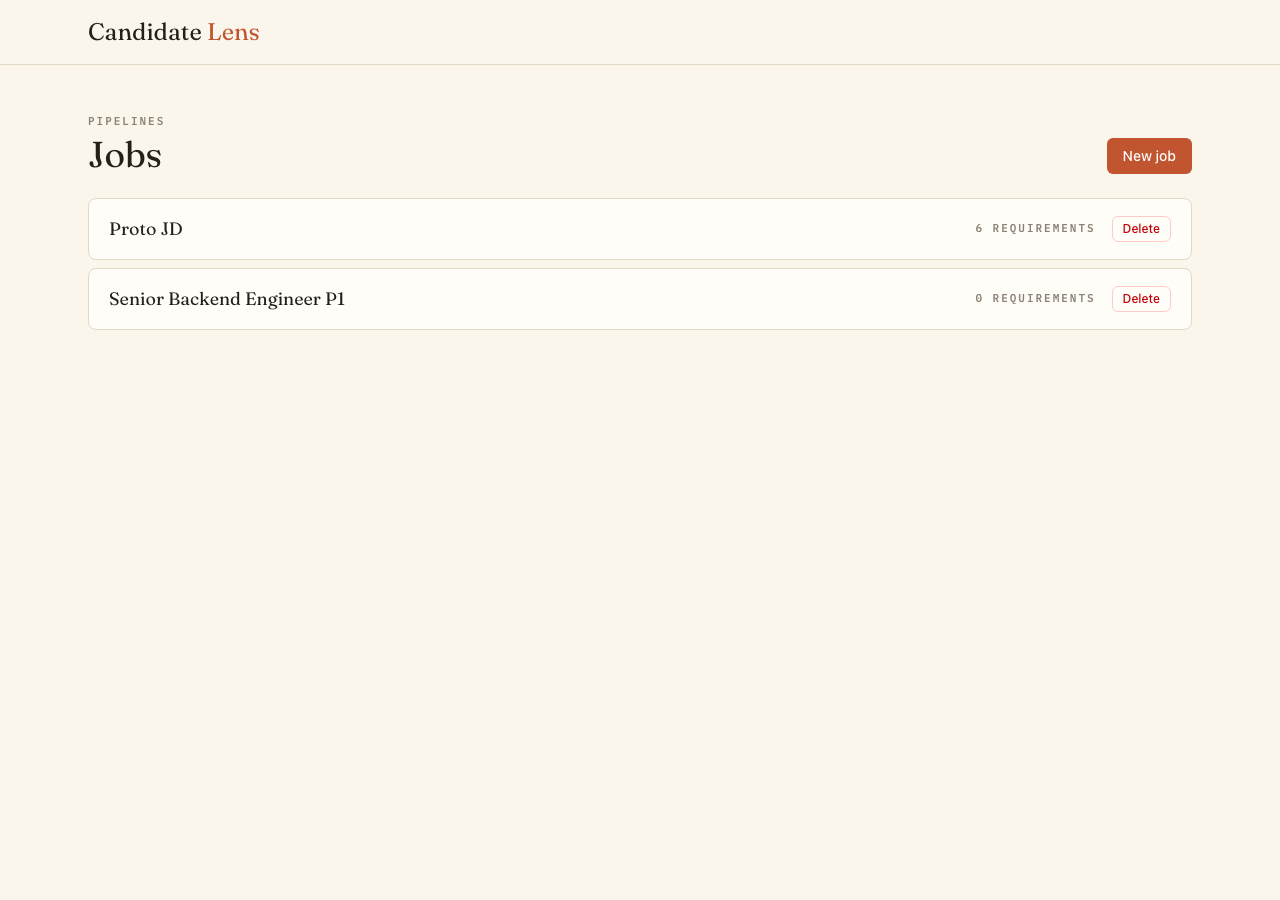 Candidate Lens
PIPELINES
Jobs
New job
Proto JD
6 REQUIREMENTS
Delete
Senior Backend Engineer P1
0 REQUIREMENTS
Delete